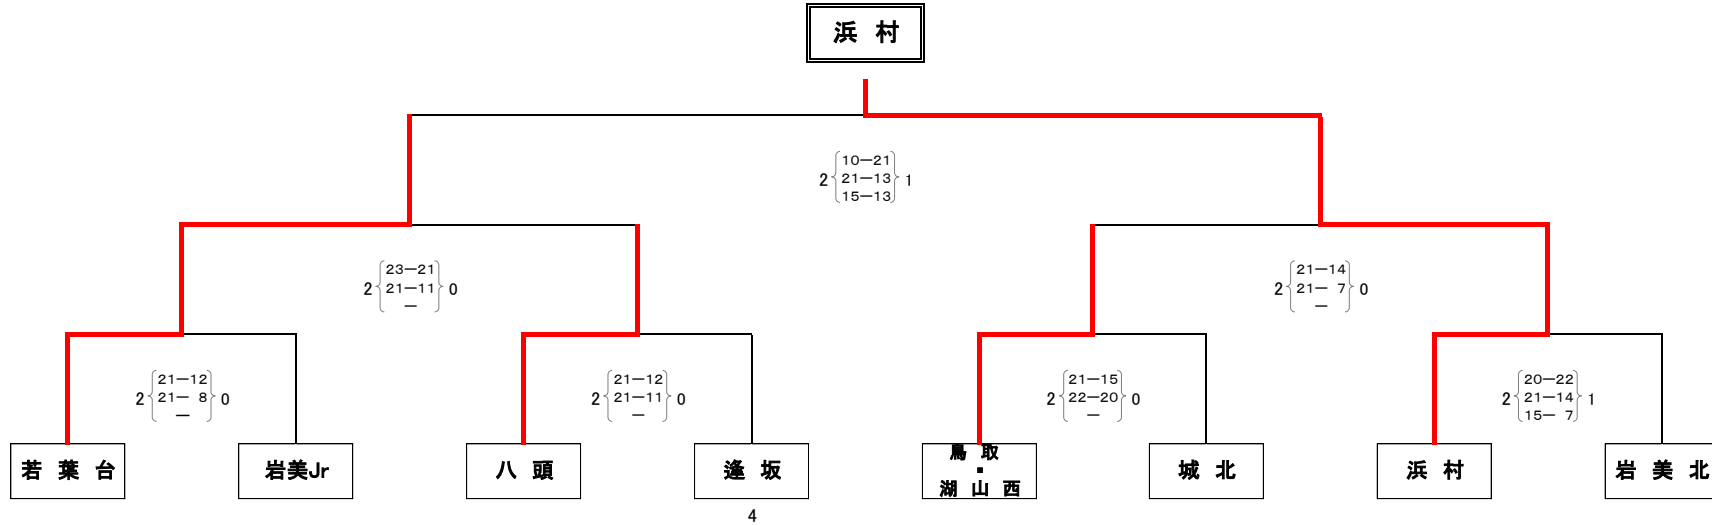 浜 村
10－21
2 21－13 1
15－13
23－21
2 21－11 0
－
21－14
2 21－ 7 0
－
21－12
2 21－ 8 0
－
21－12
2 21－11 0
－
21－15
2 22－20 0
－
20－22
2 21－14 1
15－ 7
若 葉 台
岩美Jr
八 頭
逢 坂
鳥 取
・
湖 山 西
城 北
浜 村
岩 美 北
4